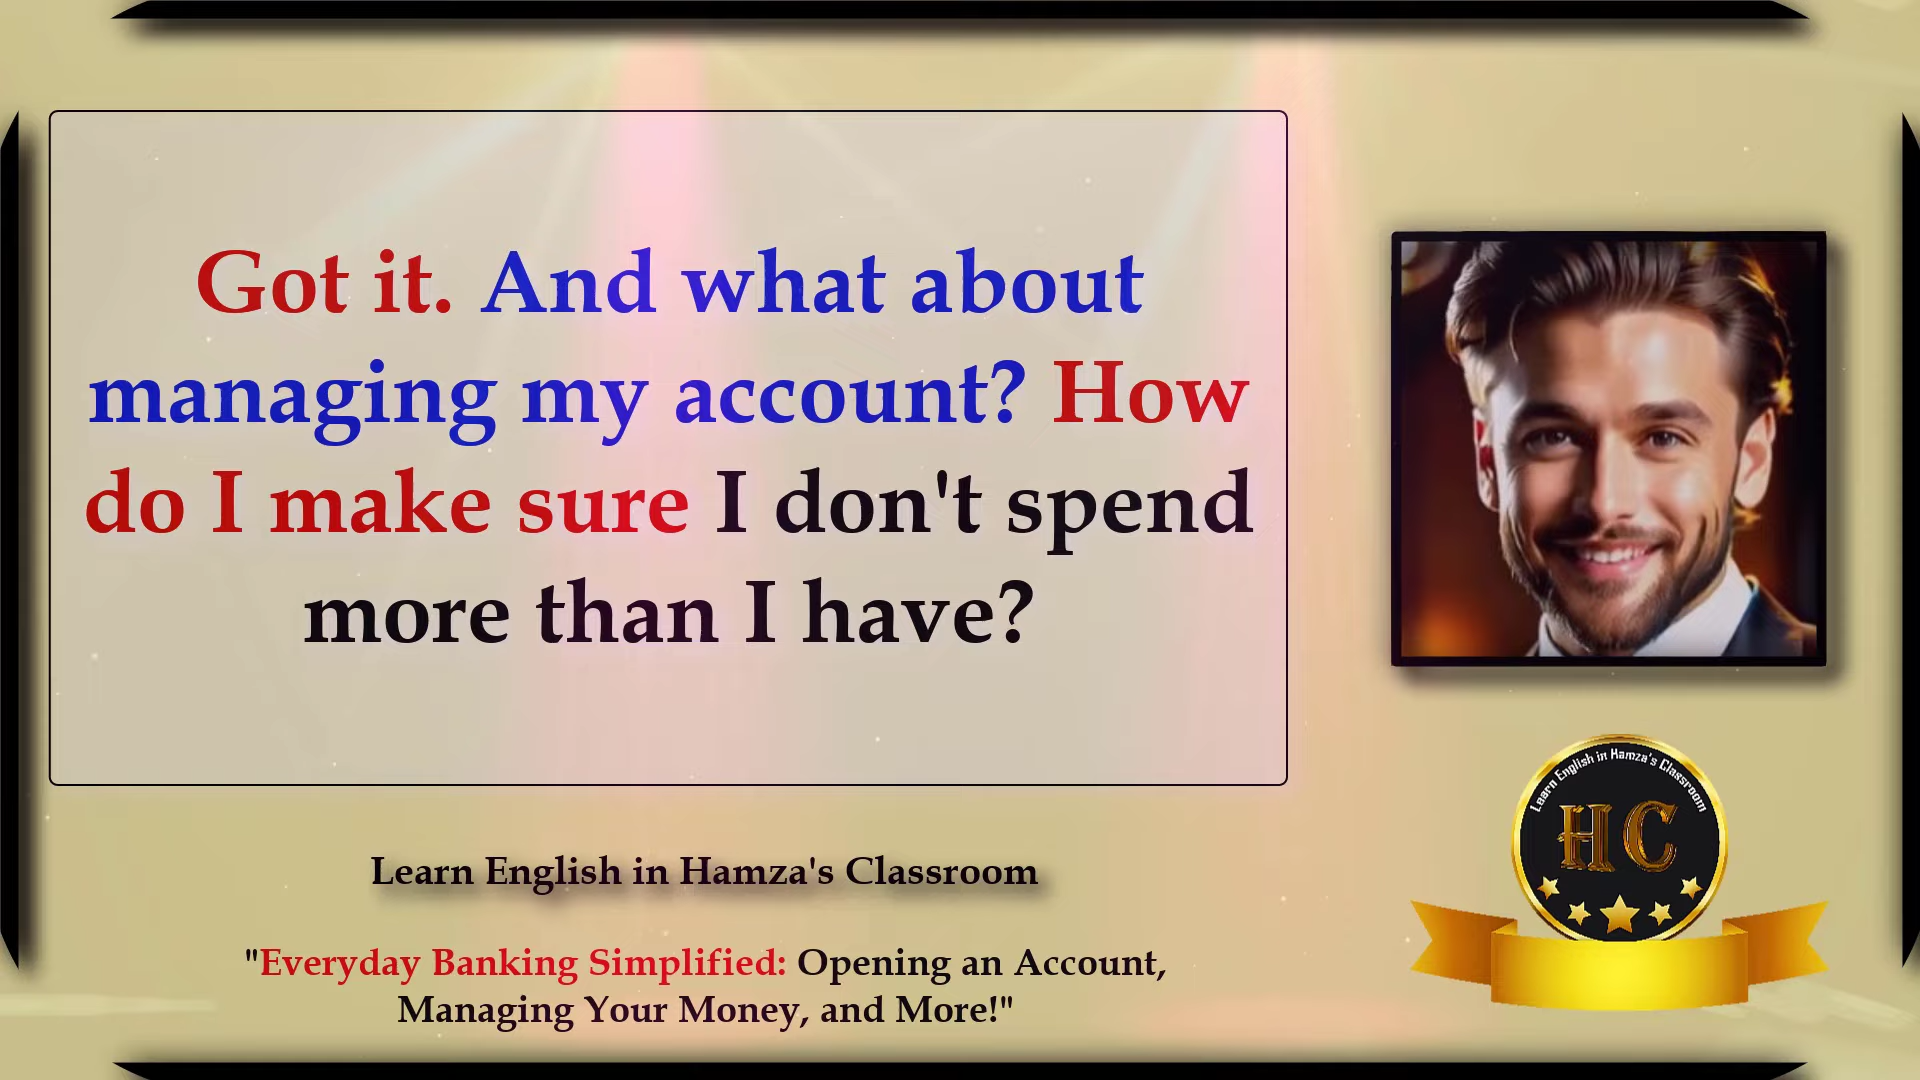 Got it. And what about
managing my account? How
do I make sure I don't spend
more than I have?
Learn English in Hamza's Classroom
HC
Learn English in Hamza's Classroom
"Everyday Banking Simplified: Opening an Account,
Managing Your Money, and More!"